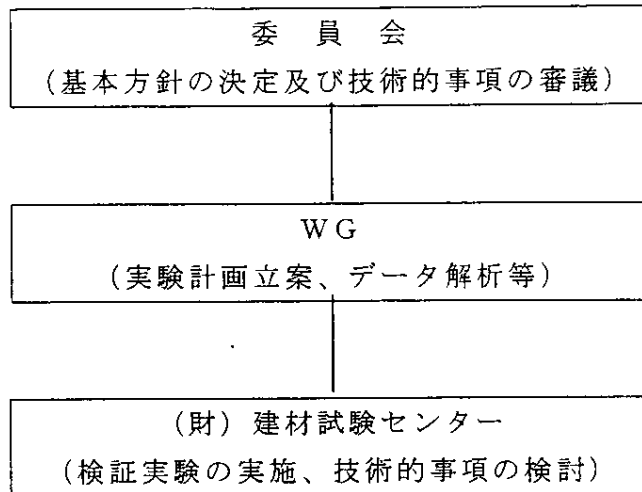 委 員 会
(基本方針の決定及び技術的事項の審議)
WG
(実験計画立案、データ解析等)
(財) 建材試験センター
(検証実験の実施、技術的事項の検討)